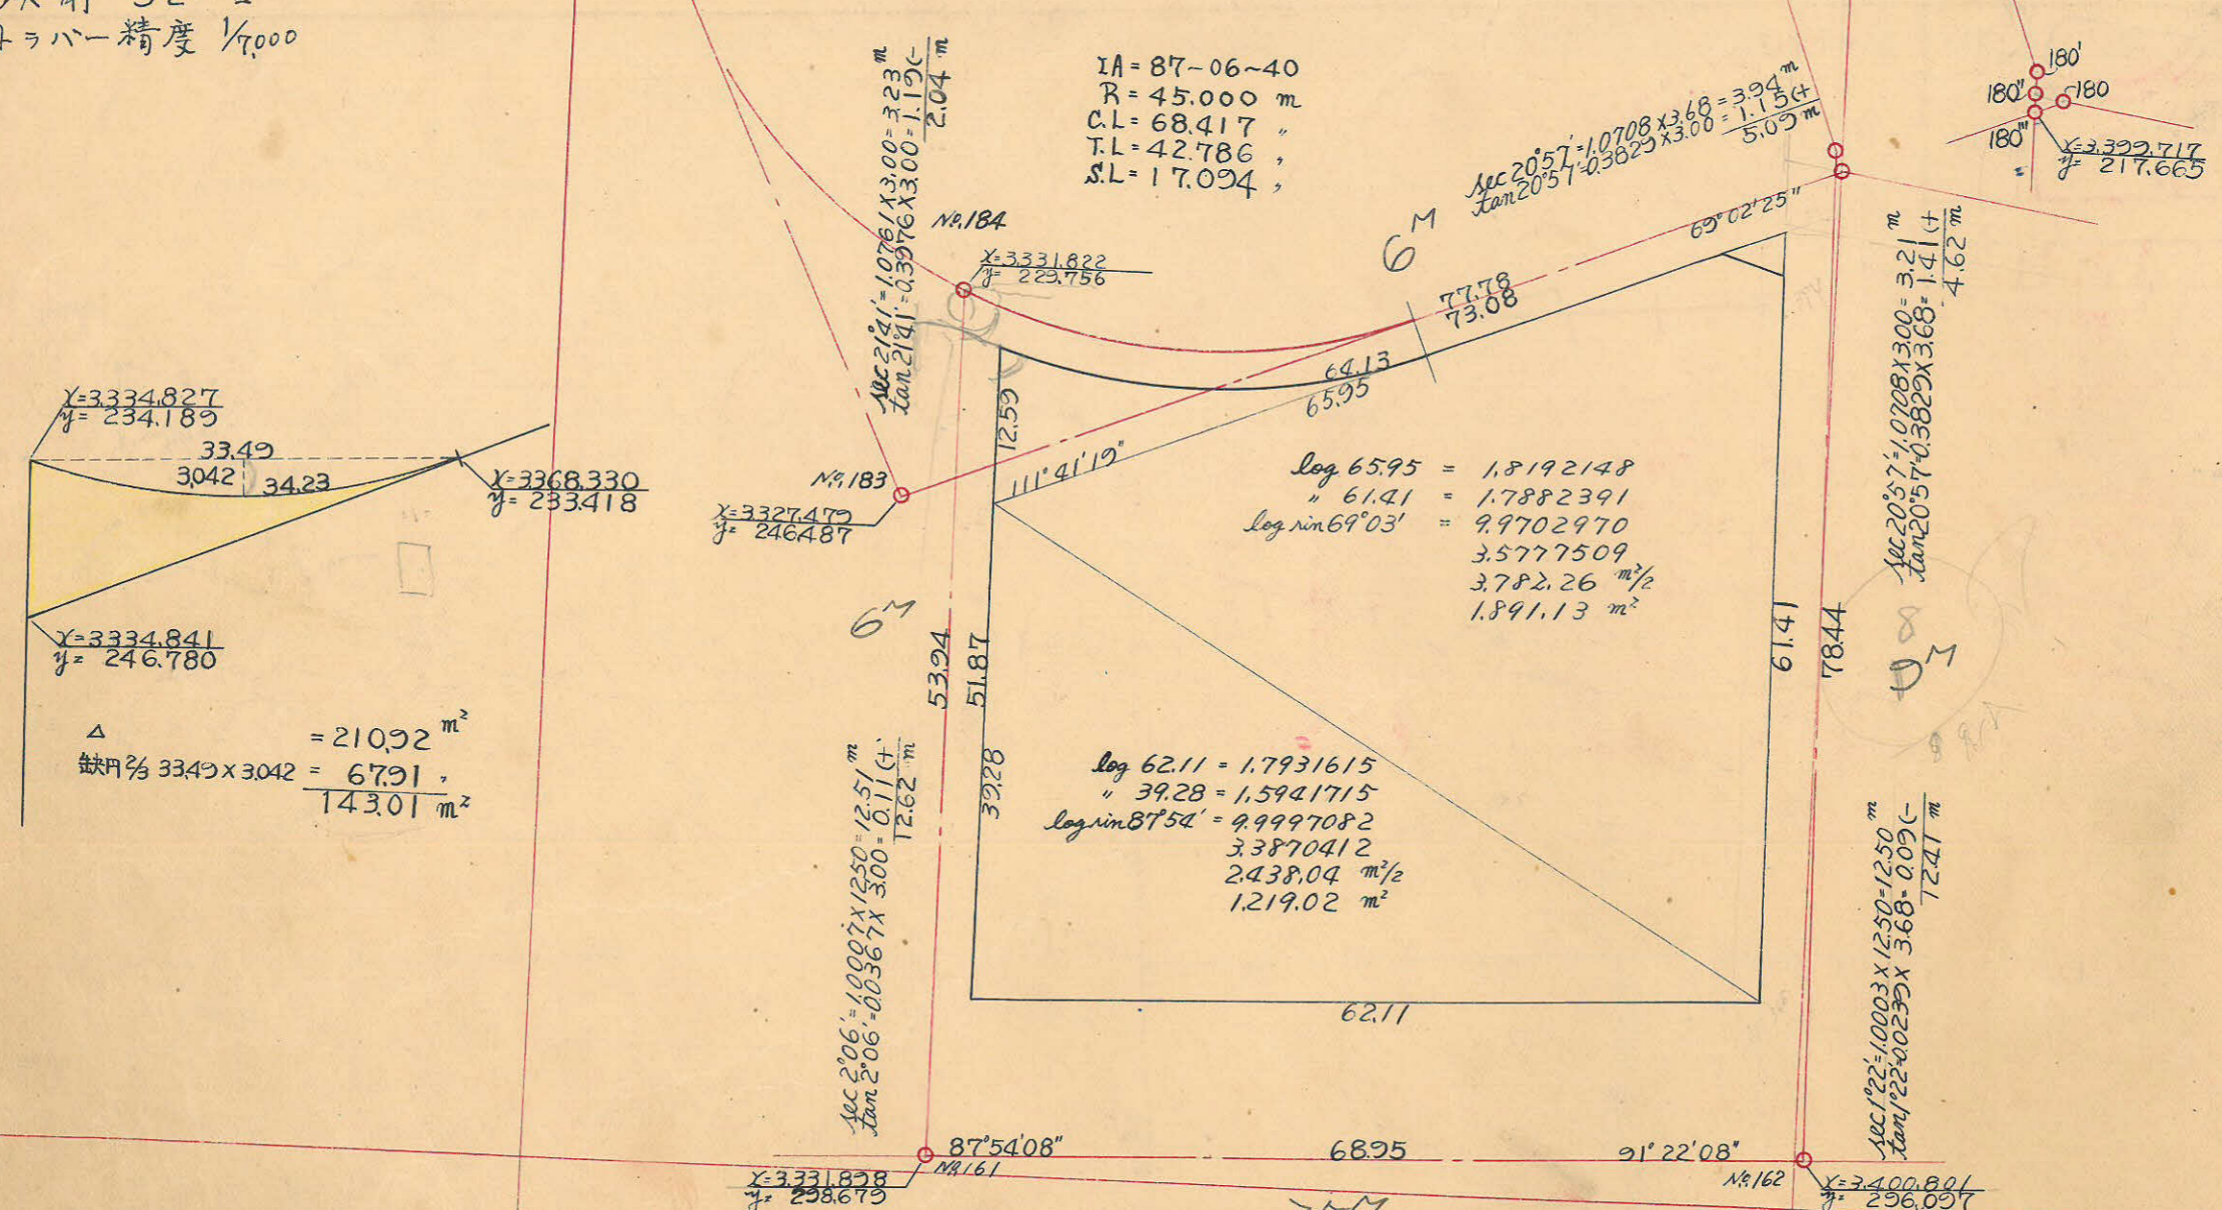 トラバー精度 1/7,000
IA = 87-06-40
R = 45.000 m
C.L = 68.417 〃
T.L = 42.786 〃
S.L = 17.094 〃
sec 21°41' = 1.0761 × 3.00 = 3.23 m
tan 21°41' = 0.3976 × 3.00 = 1.19 (-
2.04 m
sec 20°57' = 1.0708 × 3.68 = 3.94 m
tan 20°57' = 0.3829 × 3.00 = 1.15 (+
5.09 m
180'
180"
180
180"'
X=3,399.717
y= 217.665
No.184
X=3,331.822
y= 229.756
6M
69°02'25"
77.78
73.08
64.13
65.95
12.59
111°41'19"
No.183
X=3,327.479
y= 246.487
X=3,334.827
y= 234.189
33.49
3.042
34.23
X=3368.330
y= 233.418
X=3334.841
y= 246.780
△ = 210.92 m²
欠円 2/3 33.49 × 3.042 = 67.91 〃
143.01 m²
log 65.95 = 1.8192148
〃 61.41 = 1.7882391
log sin 69°03' = 9.9702970
3.5777509
3.782.26 m²/2
1.891.13 m²
sec 20°57' = 1.0708 × 3.00 = 3.21 m
tan 20°57' = 0.3829 × 3.68 = 1.41 (+
4.62 m
6M
53.94
51.87
39.28
61.41
78.44
log 62.11 = 1.7931615
〃 39.28 = 1.5941715
log sin 87°54' = 9.9997082
3.3870412
2.438.04 m²/2
1.219.02 m²
sec 2°06' = 1.0007 × 12.50 = 12.51 m
tan 2°06' = 0.0367 × 3.00 = 0.11 (+
12.62 m
sec 1°22' = 1.0003 × 12.50 = 12.50 m
tan 1°22' = 0.0239 × 3.68 = 0.09 (-
12.41 m
62.11
87°54'08"
68.95
91°22'08"
No.161
X=3,331.898
y= 298.679
No.162
X=3,400.801
y= 296.097